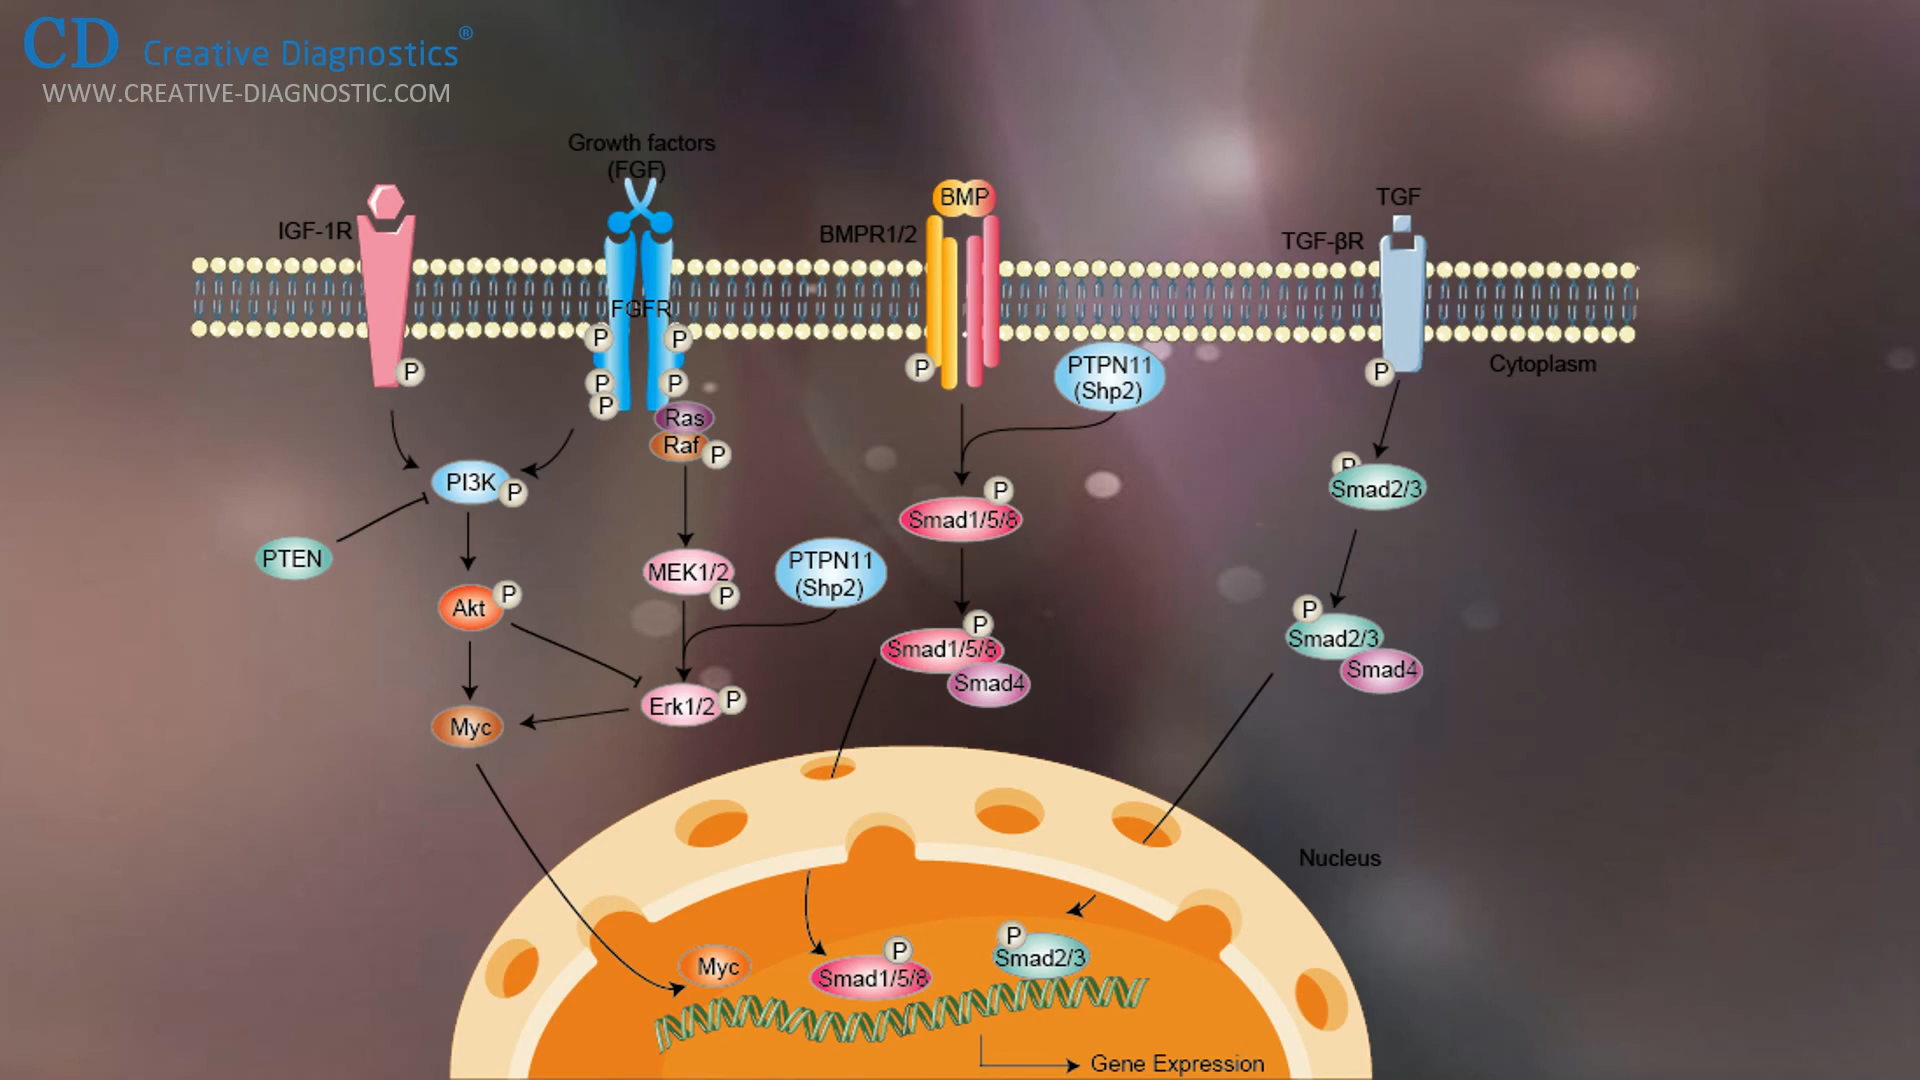 CD Creative Diagnostics®
WWW.CREATIVE-DIAGNOSTIC.COM
Growth factors
(FGF)
IGF-1R
FGFR
BMP
BMPR1/2
TGF
TGF-βR
Cytoplasm
P
P
P
P
P
P
P
P
P
PTPN11
(Shp2)
Ras
Raf
P
PI3K
P
PTEN
Akt
P
Myc
MEK1/2
P
PTPN11
(Shp2)
Erk1/2
P
P
Smad1/5/8
P
Smad1/5/8
Smad4
P
Smad2/3
P
Smad2/3
Smad4
Nucleus
Myc
P
Smad1/5/8
P
Smad2/3
Gene Expression